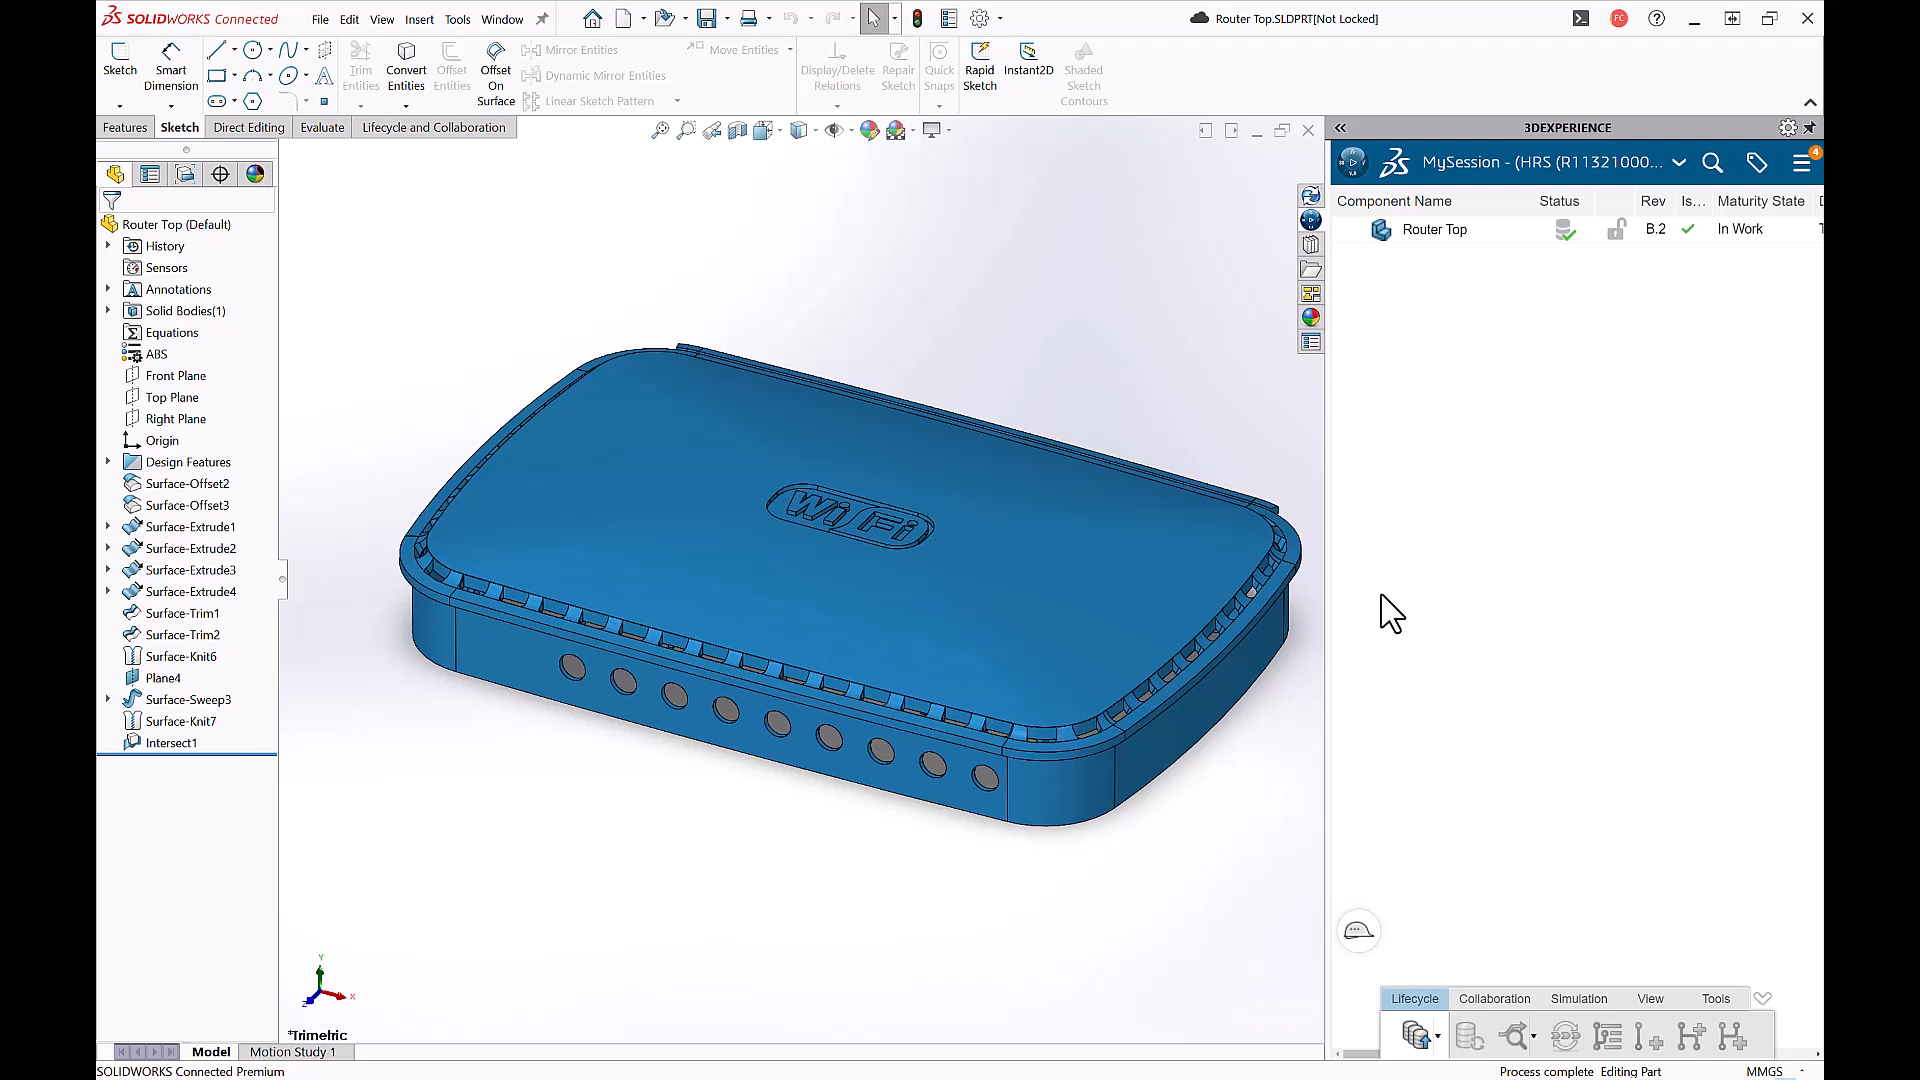 SOLIDWORKS Connected
File Edit View Insert Tools Window
Router Top.SLDPRT[Not Locked]
FC
Sketch
Smart Dimension
Trim Entities
Convert Entities
Offset Entities
Offset On Surface
Mirror Entities
Dynamic Mirror Entities
Linear Sketch Pattern
Move Entities
Display/Delete Relations
Repair Sketch
Quick Snaps
Rapid Sketch
Instant2D
Shaded Sketch Contours
Features Sketch Direct Editing Evaluate Lifecycle and Collaboration
Router Top (Default)
History
Sensors
Annotations
Solid Bodies(1)
Equations
ABS
Front Plane
Top Plane
Right Plane
Origin
Design Features
Surface-Offset2
Surface-Offset3
Surface-Extrude1
Surface-Extrude2
Surface-Extrude3
Surface-Extrude4
Surface-Trim1
Surface-Trim2
Surface-Knit6
Plane4
Surface-Sweep3
Surface-Knit7
Intersect1
Wi Fi
Y
X
Z
*Trimetric
Model Motion Study 1
SOLIDWORKS Connected Premium
3DEXPERIENCE
MySession - (HRS (R11321000...
4
Component Name Status Rev Is... Maturity State
Router Top B.2 In Work
Lifecycle Collaboration Simulation View Tools
Process complete Editing Part MMGS